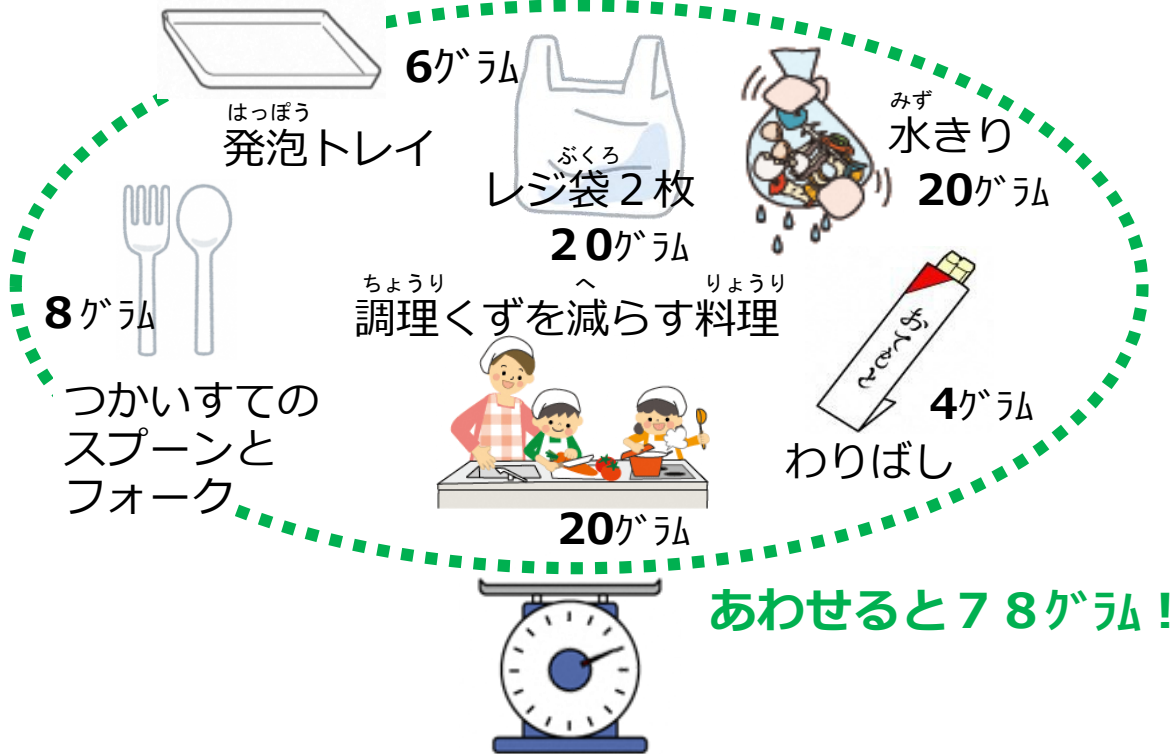 6グラム
はっぽう
発泡トレイ
ぶくろ
レジ袋2枚
20グラム
みず
水きり
20グラム
8グラム
つかいすての
スプーンと
フォーク
ちょうり へ りょうり
調理くずを減らす料理
20グラム
おてもと
4グラム
わりばし
あわせると78グラム!